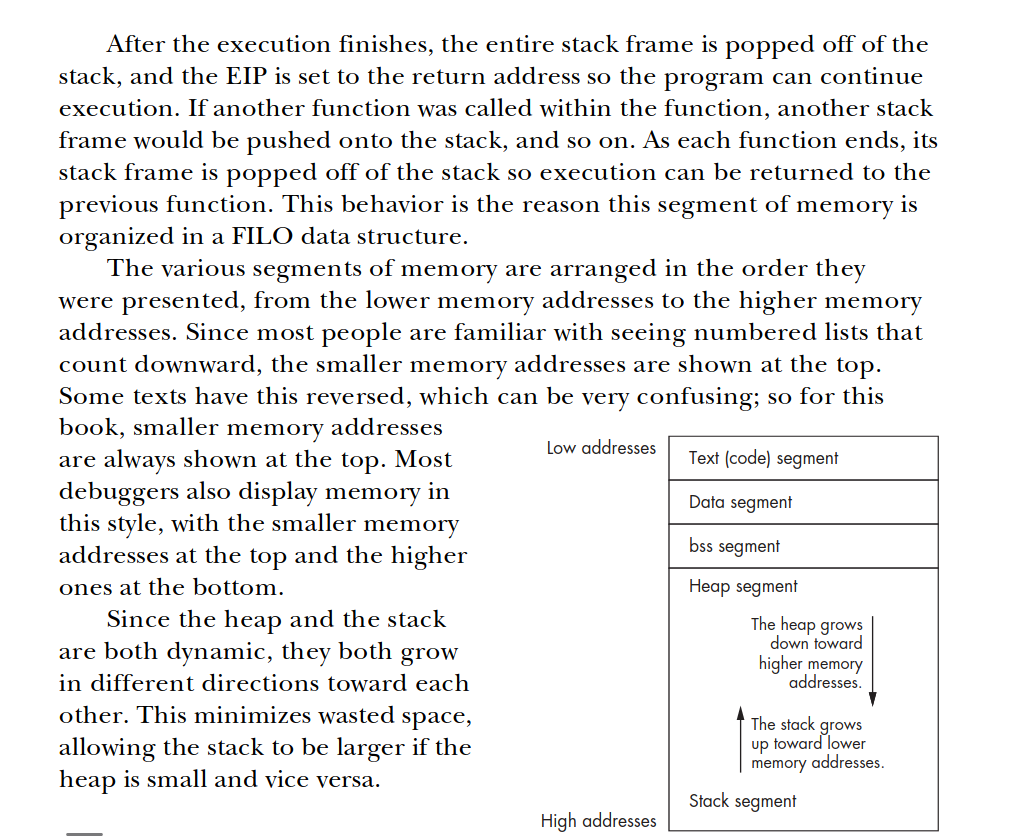 After the execution finishes, the entire stack frame is popped off of the
stack, and the EIP is set to the return address so the program can continue
execution. If another function was called within the function, another stack
frame would be pushed onto the stack, and so on. As each function ends, its
stack frame is popped off of the stack so execution can be returned to the
previous function. This behavior is the reason this segment of memory is
organized in a FILO data structure.
The various segments of memory are arranged in the order they
were presented, from the lower memory addresses to the higher memory
addresses. Since most people are familiar with seeing numbered lists that
count downward, the smaller memory addresses are shown at the top.
Some texts have this reversed, which can be very confusing; so for this
book, smaller memory addresses
are always shown at the top. Most
debuggers also display memory in
this style, with the smaller memory
addresses at the top and the higher
ones at the bottom.
Since the heap and the stack
are both dynamic, they both grow
in different directions toward each
other. This minimizes wasted space,
allowing the stack to be larger if the
heap is small and vice versa.
Low addresses
Text (code) segment
Data segment
bss segment
Heap segment
The heap grows
down toward
higher memory
addresses.
The stack grows
up toward lower
memory addresses.
Stack segment
High addresses